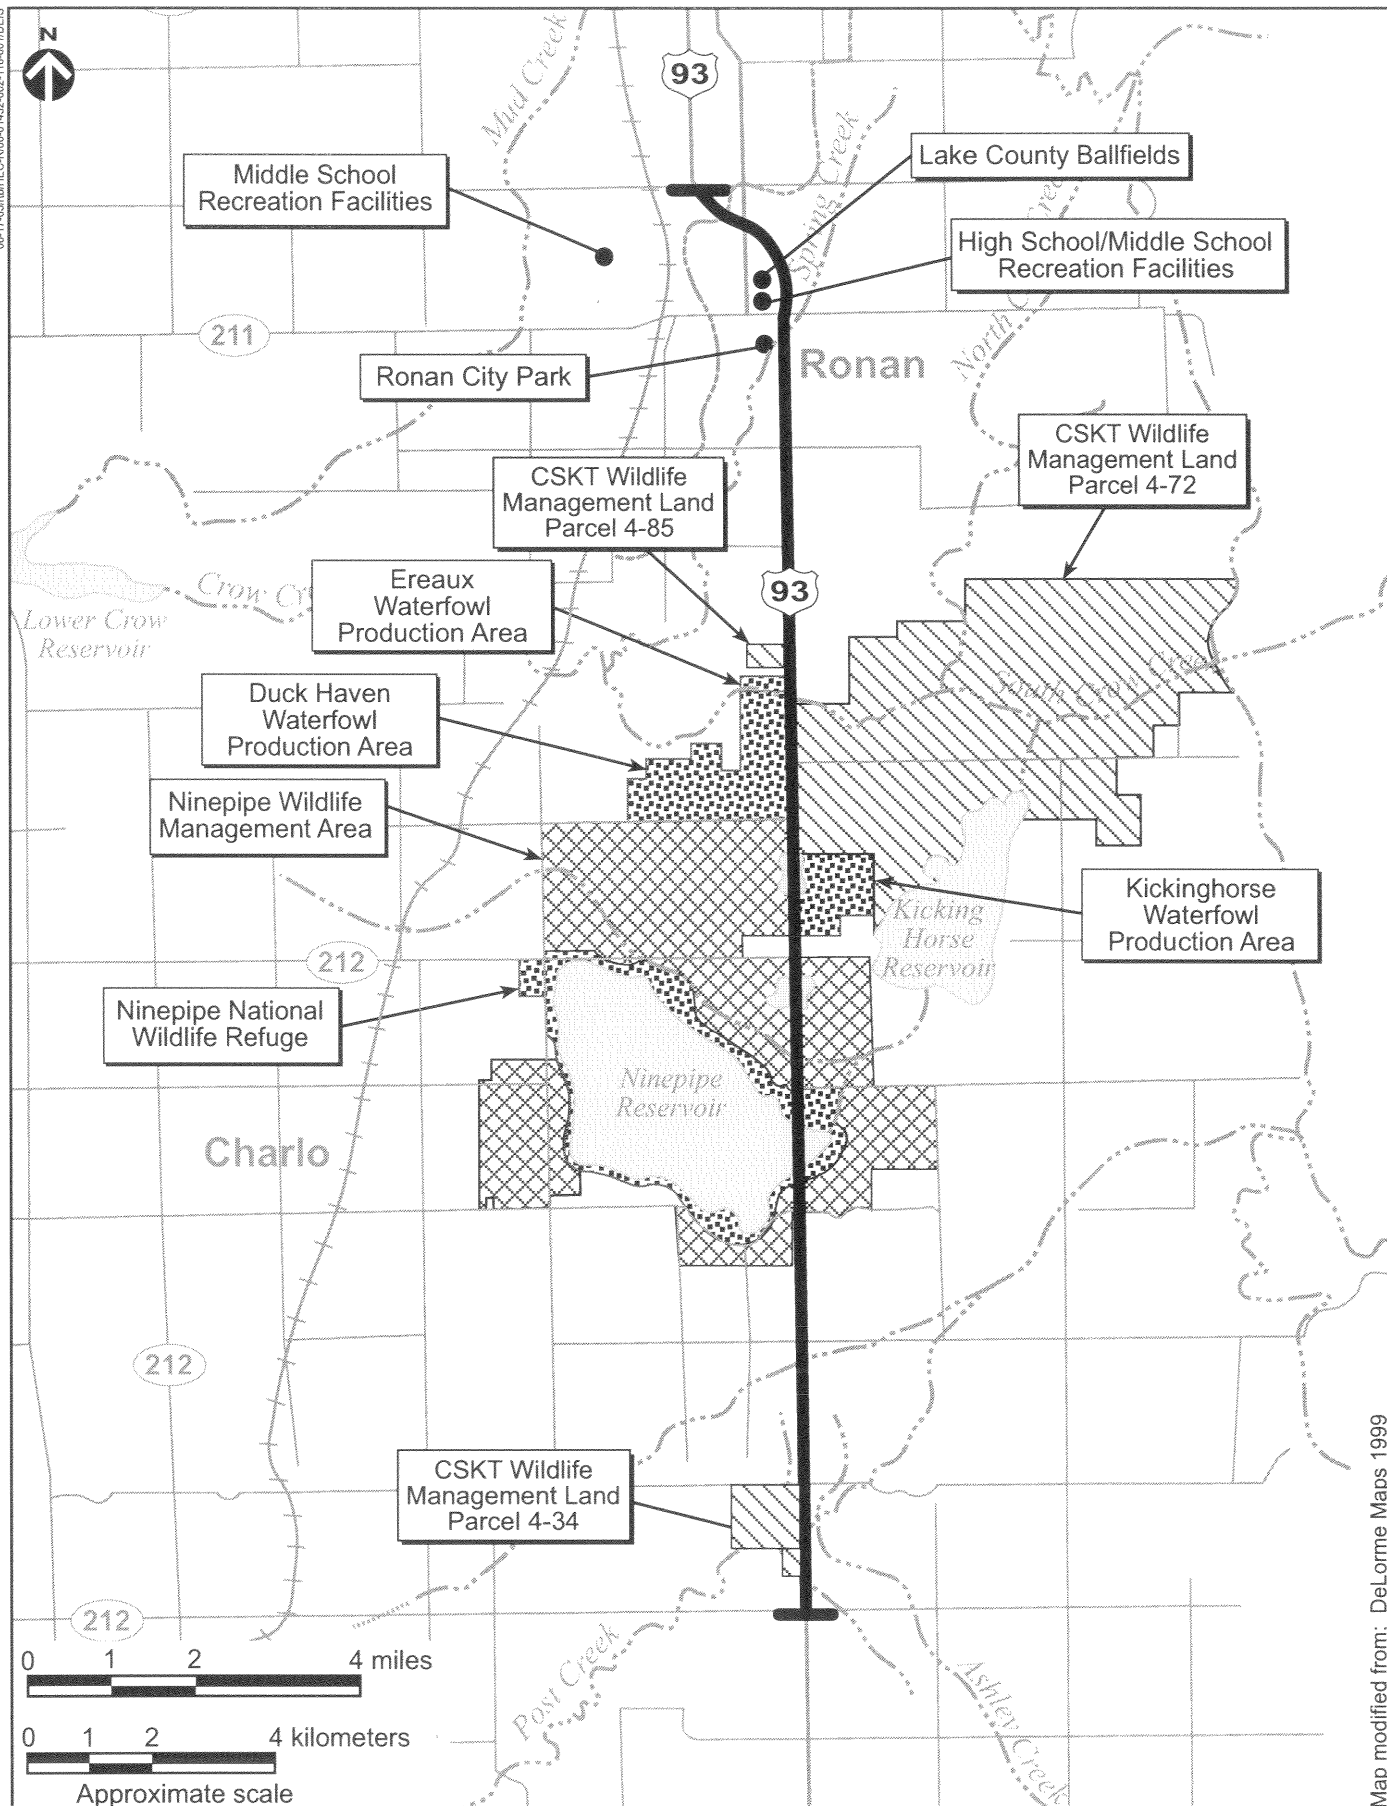 N
Mud Creek
93
Spring Creek
Lake County Ballfields
Middle School
Recreation Facilities
High School/Middle School
Recreation Facilities
211
North
Ronan City Park
Ronan
CSKT Wildlife
Management Land
Parcel 4-72
CSKT Wildlife
Management Land
Parcel 4-85
Ereaux
Waterfowl
Production Area
93
Crow
Lower Crow
Reservoir
South Crow Creek
Duck Haven
Waterfowl
Production Area
Ninepipe Wildlife
Management Area
Kickinghorse
Waterfowl
Production Area
Kicking
Horse
Reservoir
212
Ninepipe National
Wildlife Refuge
Ninepipe
Reservoir
Charlo
212
CSKT Wildlife
Management Land
Parcel 4-34
212
Post Creek
Ashley Creek
0 1 2 4 miles
0 1 2 4 kilometers
Approximate scale
Map modified from: DeLorme Maps 1999